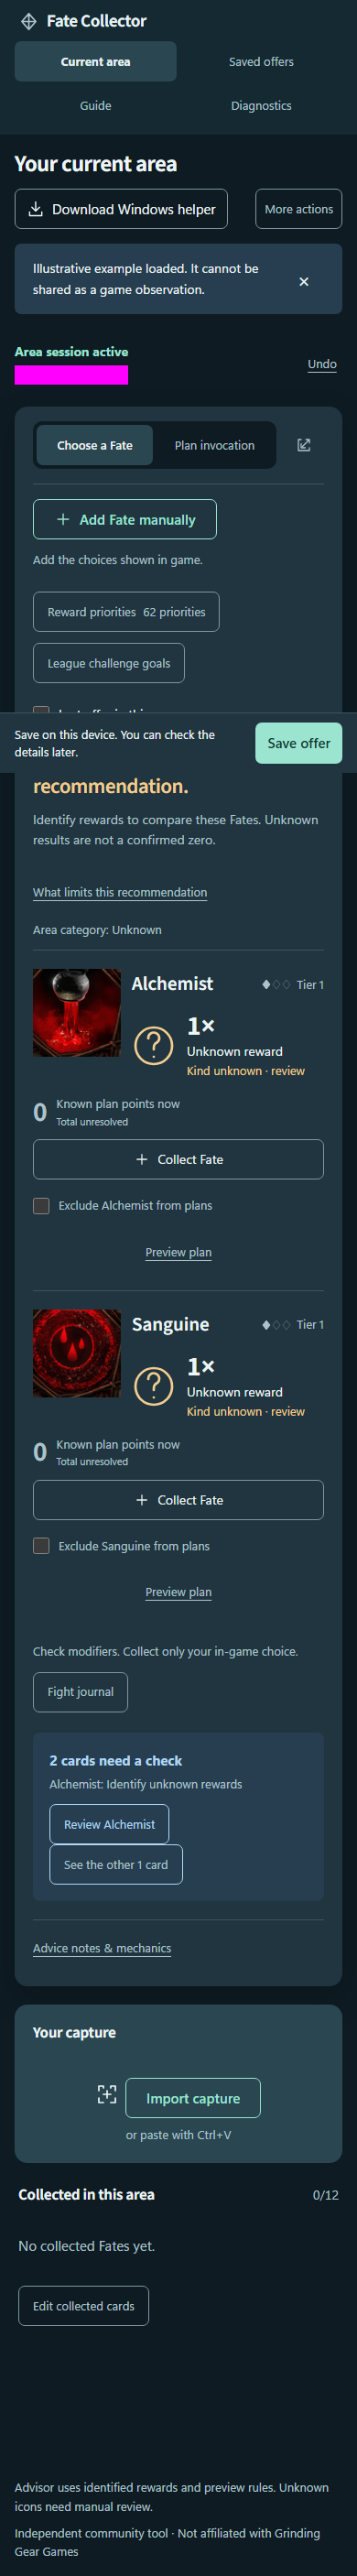 Fate Collector
Current area
Saved offers
Guide
Diagnostics
Your current area
Download Windows helper
More actions
Illustrative example loaded. It cannot be
shared as a game observation.
Area session active
Undo
Choose a Fate
Plan invocation
Add Fate manually
Add the choices shown in game.
Reward priorities 62 priorities
League challenge goals
Save on this device. You can check the
details later.
Save offer
recommendation.
Identify rewards to compare these Fates. Unknown
results are not a confirmed zero.
What limits this recommendation
Area category: Unknown
Alchemist
Tier 1
1×
Unknown reward
Kind unknown · review
0
Known plan points now
Total unresolved
Collect Fate
Exclude Alchemist from plans
Preview plan
Sanguine
Tier 1
1×
Unknown reward
Kind unknown · review
0
Known plan points now
Total unresolved
Collect Fate
Exclude Sanguine from plans
Preview plan
Check modifiers. Collect only your in-game choice.
Fight journal
2 cards need a check
Alchemist: Identify unknown rewards
Review Alchemist
See the other 1 card
Advice notes & mechanics
Your capture
Import capture
or paste with Ctrl+V
Collected in this area
0/12
No collected Fates yet.
Edit collected cards
Advisor uses identified rewards and preview rules. Unknown
icons need manual review.
Independent community tool · Not affiliated with Grinding
Gear Games